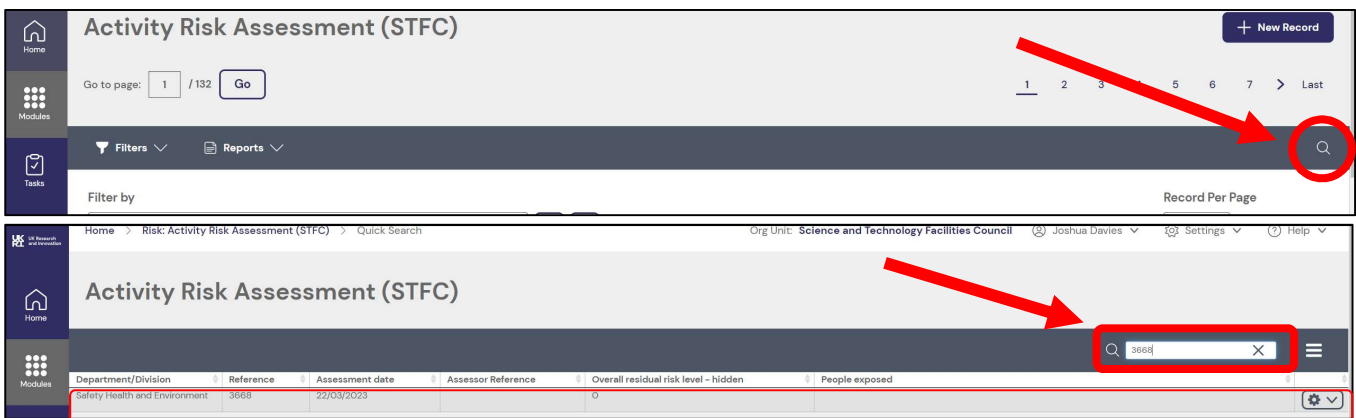 Activity Risk Assessment (STFC)
+ New Record
Home
Go to page: 1 / 132 Go
1 2 3 4 5 6 7 > Last
Modules
Filters Reports
Tasks
Filter by
Record Per Page
UK Research and Innovation
Home > Risk: Activity Risk Assessment (STFC) > Quick Search
Org Unit: Science and Technology Facilities Council Joshua Davies Settings Help
Activity Risk Assessment (STFC)
Home
3668
Modules
Department/Division Reference Assessment date Assessor Reference Overall residual risk level - hidden People exposed
Safety Health and Environment 3668 22/03/2023 0